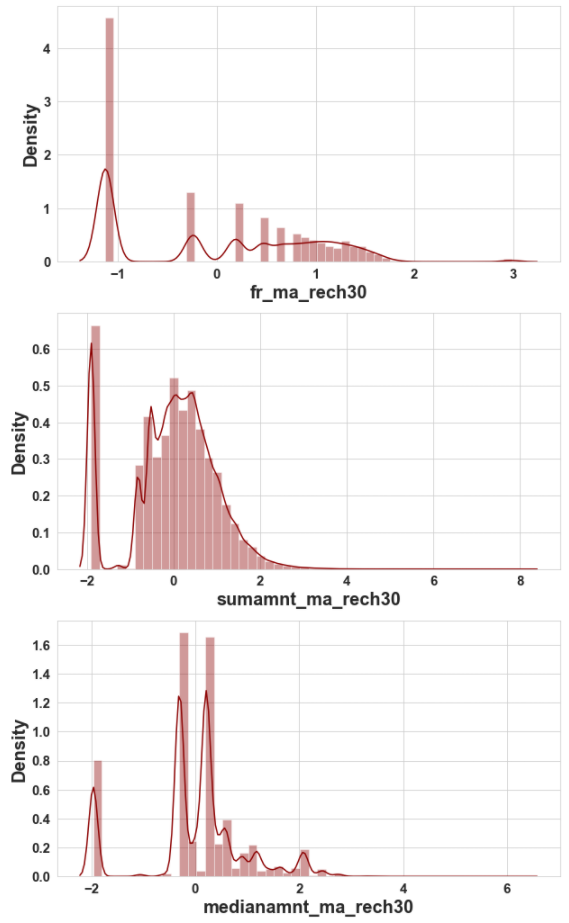 4
3
2
1
0
Density
−1 0 1 2 3
fr_ma_rech30
0.6
0.5
0.4
0.3
0.2
0.1
0.0
Density
−2 0 2 4 6 8
sumamnt_ma_rech30
1.6
1.4
1.2
1.0
0.8
0.6
0.4
0.2
0.0
Density
−2 0 2 4 6
medianamnt_ma_rech30